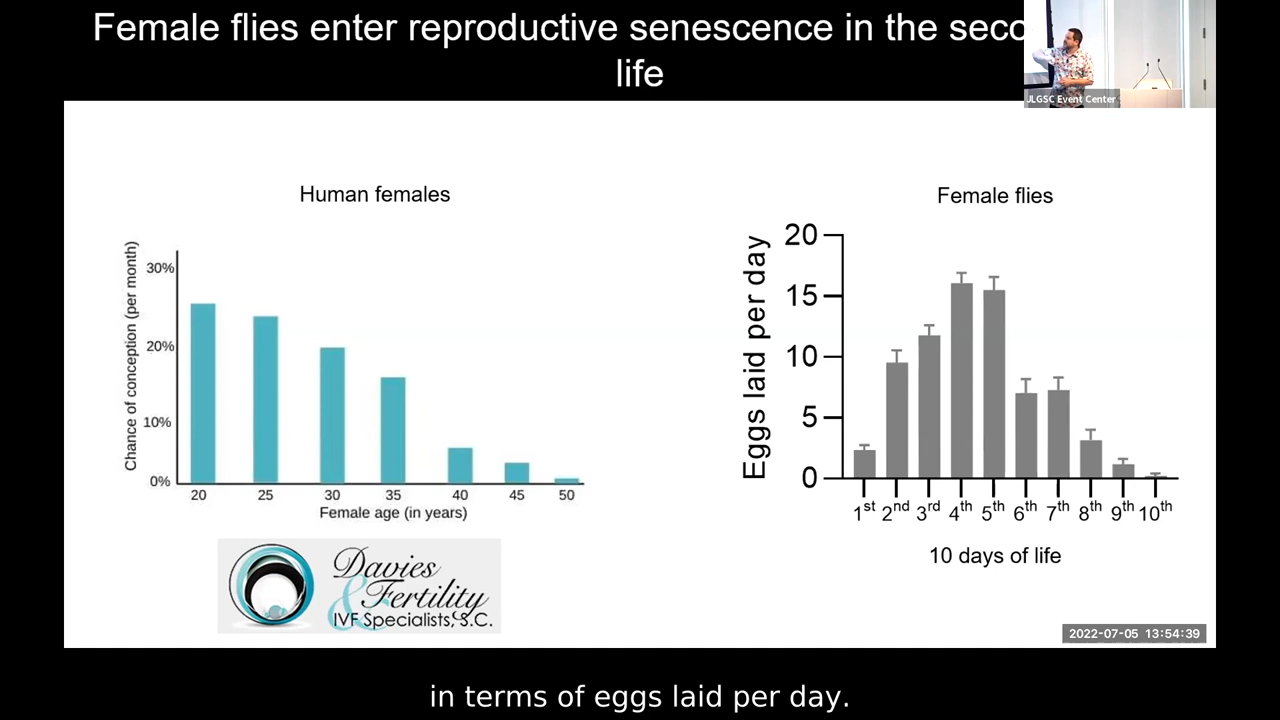 Female flies enter reproductive senescence in the seco
life
JLGSC Event Center
Human females
Chance of conception (per month)
30%
20%
10%
0%
20 25 30 35 40 45 50
Female age (in years)
Davies
& Fertility
IVF Specialists, S.C.
Female flies
Eggs laid per day
20
15
10
5
0
1st 2nd 3rd 4th 5th 6th 7th 8th 9th 10th
10 days of life
2022-07-05 13:54:39
in terms of eggs laid per day.